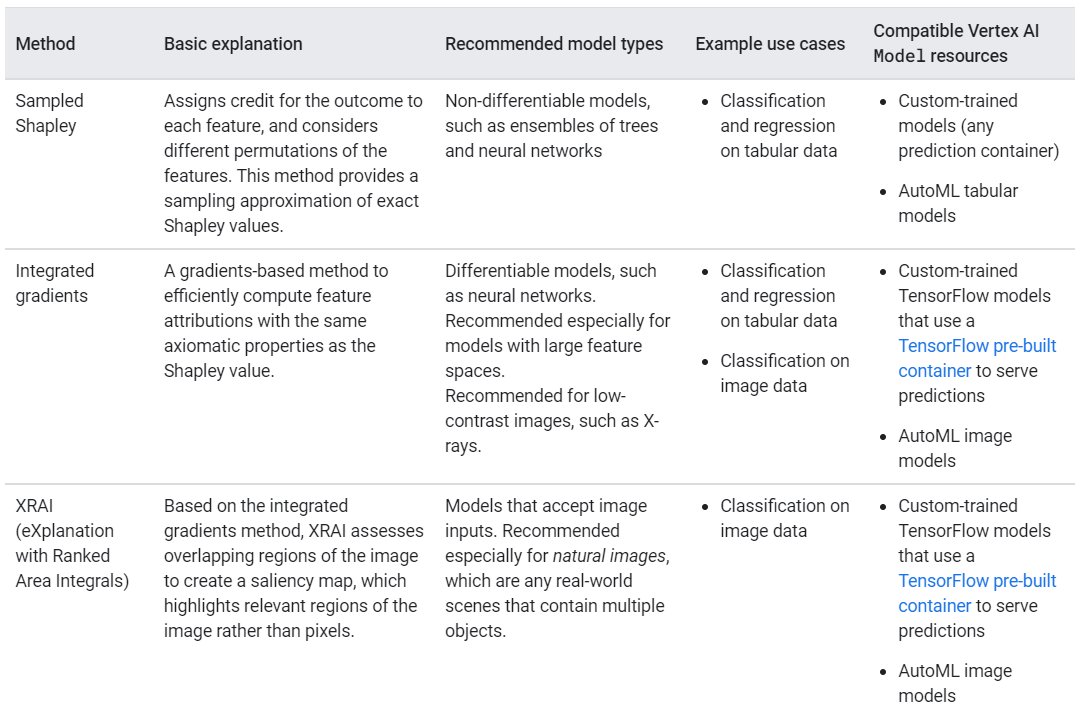 Method
Basic explanation
Recommended model types
Example use cases
Compatible Vertex AI
Model resources
Sampled
Shapley
Assigns credit for the outcome to
each feature, and considers
different permutations of the
features. This method provides a
sampling approximation of exact
Shapley values.
Non-differentiable models,
such as ensembles of trees
and neural networks
• Classification
and regression
on tabular data
• Custom-trained
models (any
prediction container)
• AutoML tabular
models
Integrated
gradients
A gradients-based method to
efficiently compute feature
attributions with the same
axiomatic properties as the
Shapley value.
Differentiable models, such
as neural networks.
Recommended especially for
models with large feature
spaces.
Recommended for low-
contrast images, such as X-
rays.
• Classification
and regression
on tabular data
• Classification on
image data
• Custom-trained
TensorFlow models
that use a
TensorFlow pre-built
container to serve
predictions
• AutoML image
models
XRAI
(eXplanation
with Ranked
Area Integrals)
Based on the integrated
gradients method, XRAI assesses
overlapping regions of the image
to create a saliency map, which
highlights relevant regions of the
image rather than pixels.
Models that accept image
inputs. Recommended
especially for natural images,
which are any real-world
scenes that contain multiple
objects.
• Classification on
image data
• Custom-trained
TensorFlow models
that use a
TensorFlow pre-built
container to serve
predictions
• AutoML image
models